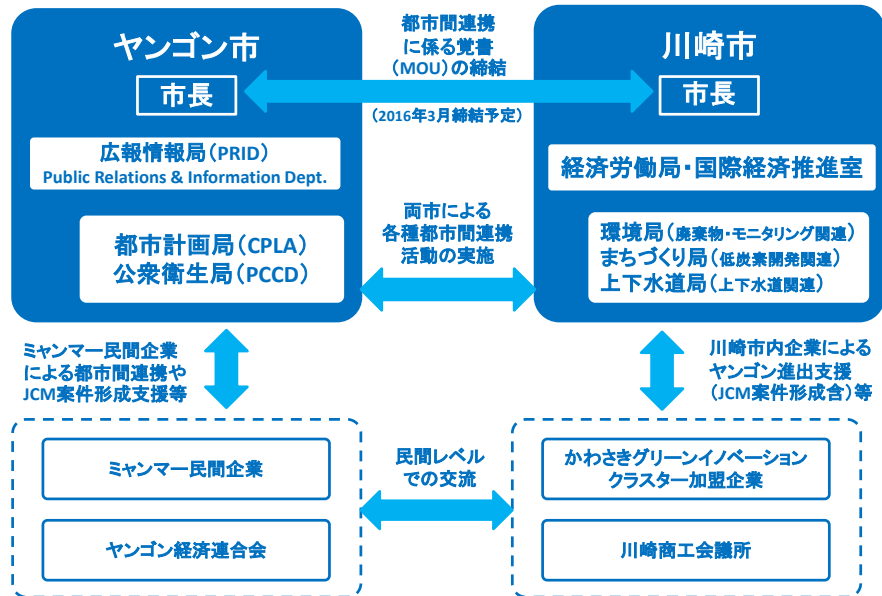 ヤンゴン市
市長
広報情報局(PRID)
Public Relations & Information Dept.
都市計画局(CPLA)
公衆衛生局(PCCD)
都市間連携
に係る覚書
(MOU)の締結
(2016年3月締結予定)
両市による
各種都市間連携
活動の実施
川崎市
市長
経済労働局・国際経済推進室
環境局(廃棄物・モニタリング関連)
まちづくり局(低炭素開発関連)
上下水道局(上下水道関連)
ミャンマー民間企業
による都市間連携や
JCM案件形成支援等
川崎市内企業による
ヤンゴン進出支援
(JCM案件形成含)等
ミャンマー民間企業
ヤンゴン経済連合会
民間レベル
での交流
かわさきグリーンイノベーション
クラスター加盟企業
川崎商工会議所